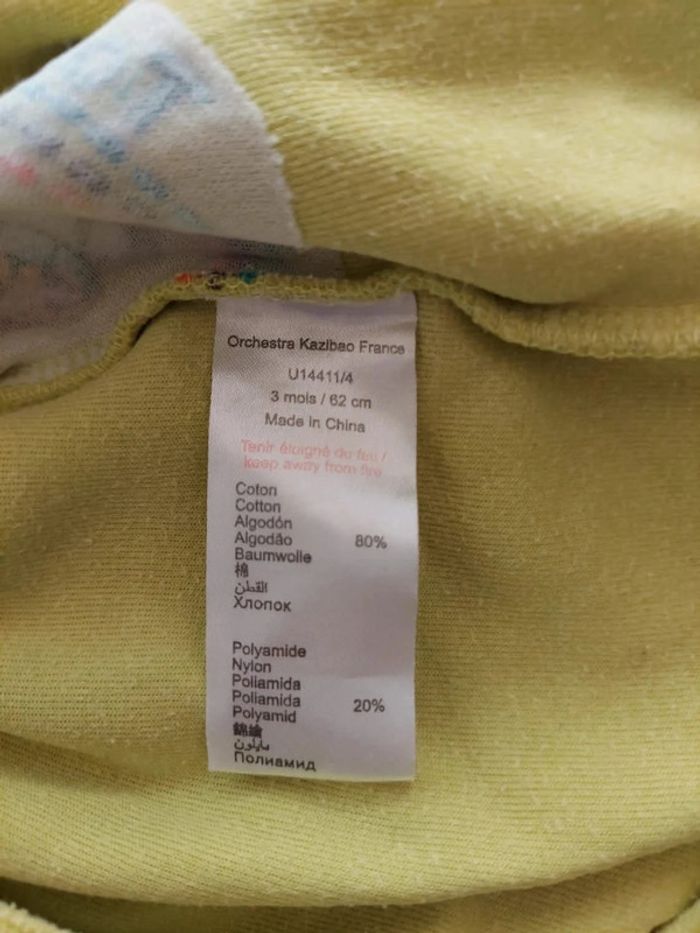 Orchestra Kazibao France
U14411/4
3 mois / 62 cm
Made in China
Tenir éloigné du feu /
keep away from fire
Coton
Cotton
Algodón
Algodão 80%
Baumwolle
棉
القطن
Хлопок
Polyamide
Nylon
Poliamida
Poliamida 20%
Polyamid
錦綸
نايلون
Полиамид